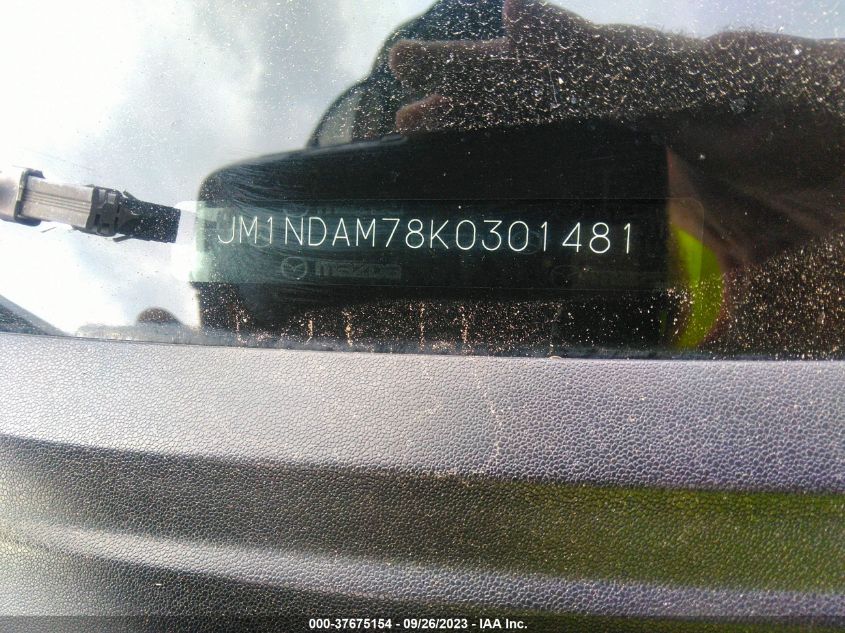 JM1NDAM78K0301481
mazda
000-37675154 - 09/26/2023 - IAA Inc.